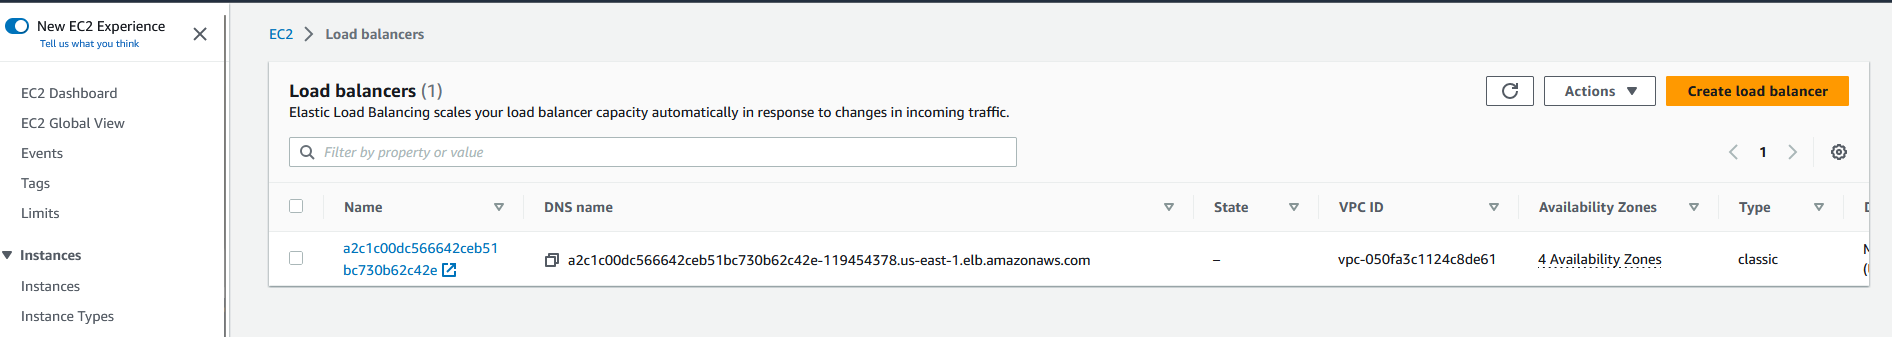 New EC2 Experience
Tell us what you think
EC2 Dashboard
EC2 Global View
Events
Tags
Limits
Instances
Instances
Instance Types
EC2 > Load balancers
Load balancers (1)
Elastic Load Balancing scales your load balancer capacity automatically in response to changes in incoming traffic.
Actions
Create load balancer
Filter by property or value
1
Name DNS name State VPC ID Availability Zones Type
a2c1c00dc566642ceb51
bc730b62c42e
a2c1c00dc566642ceb51bc730b62c42e-119454378.us-east-1.elb.amazonaws.com – vpc-050fa3c1124c8de61 4 Availability Zones classic